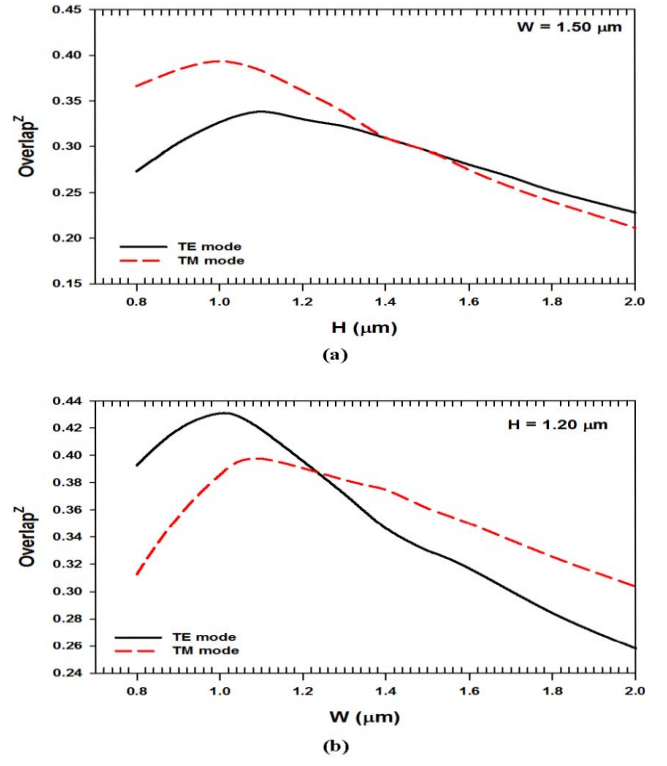 0.45
W = 1.50 μm
0.40
0.35
0.30
0.25
0.20
0.15
Overlap^Z
TE mode
TM mode
0.8 1.0 1.2 1.4 1.6 1.8 2.0
H (μm)
(a)
0.44
H = 1.20 μm
0.42
0.40
0.38
0.36
0.34
0.32
0.30
0.28
0.26
0.24
Overlap^Z
TE mode
TM mode
0.8 1.0 1.2 1.4 1.6 1.8 2.0
W (μm)
(b)